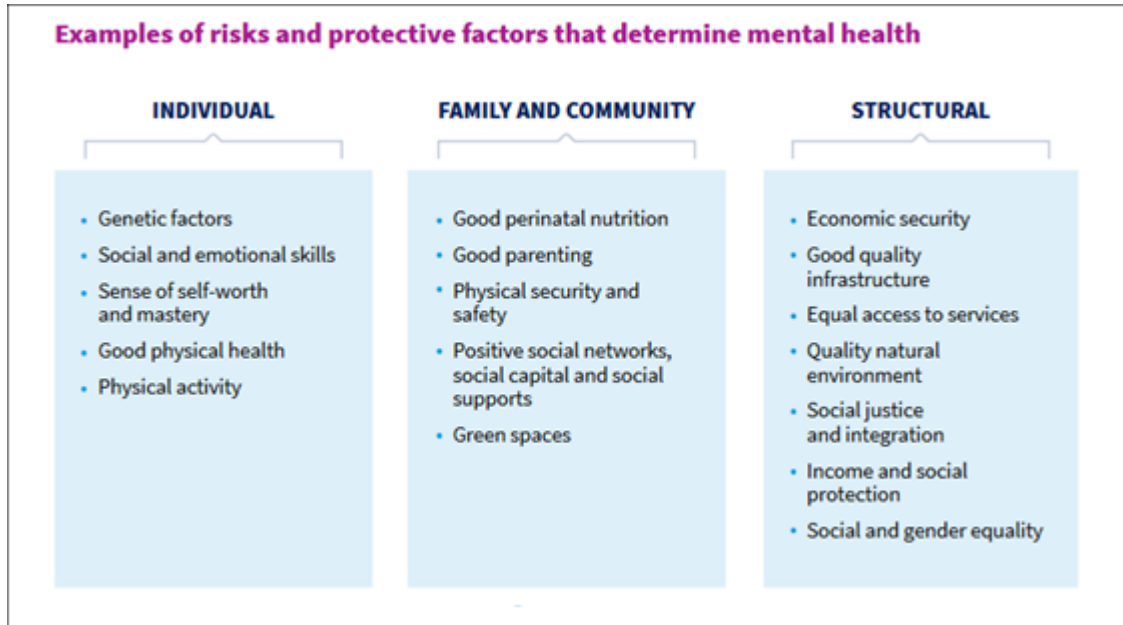 Examples of risks and protective factors that determine mental health
INDIVIDUAL
• Genetic factors
• Social and emotional skills
• Sense of self-worth
and mastery
• Good physical health
• Physical activity
FAMILY AND COMMUNITY
• Good perinatal nutrition
• Good parenting
• Physical security and
safety
• Positive social networks,
social capital and social
supports
• Green spaces
STRUCTURAL
• Economic security
• Good quality
infrastructure
• Equal access to services
• Quality natural
environment
• Social justice
and integration
• Income and social
protection
• Social and gender equality